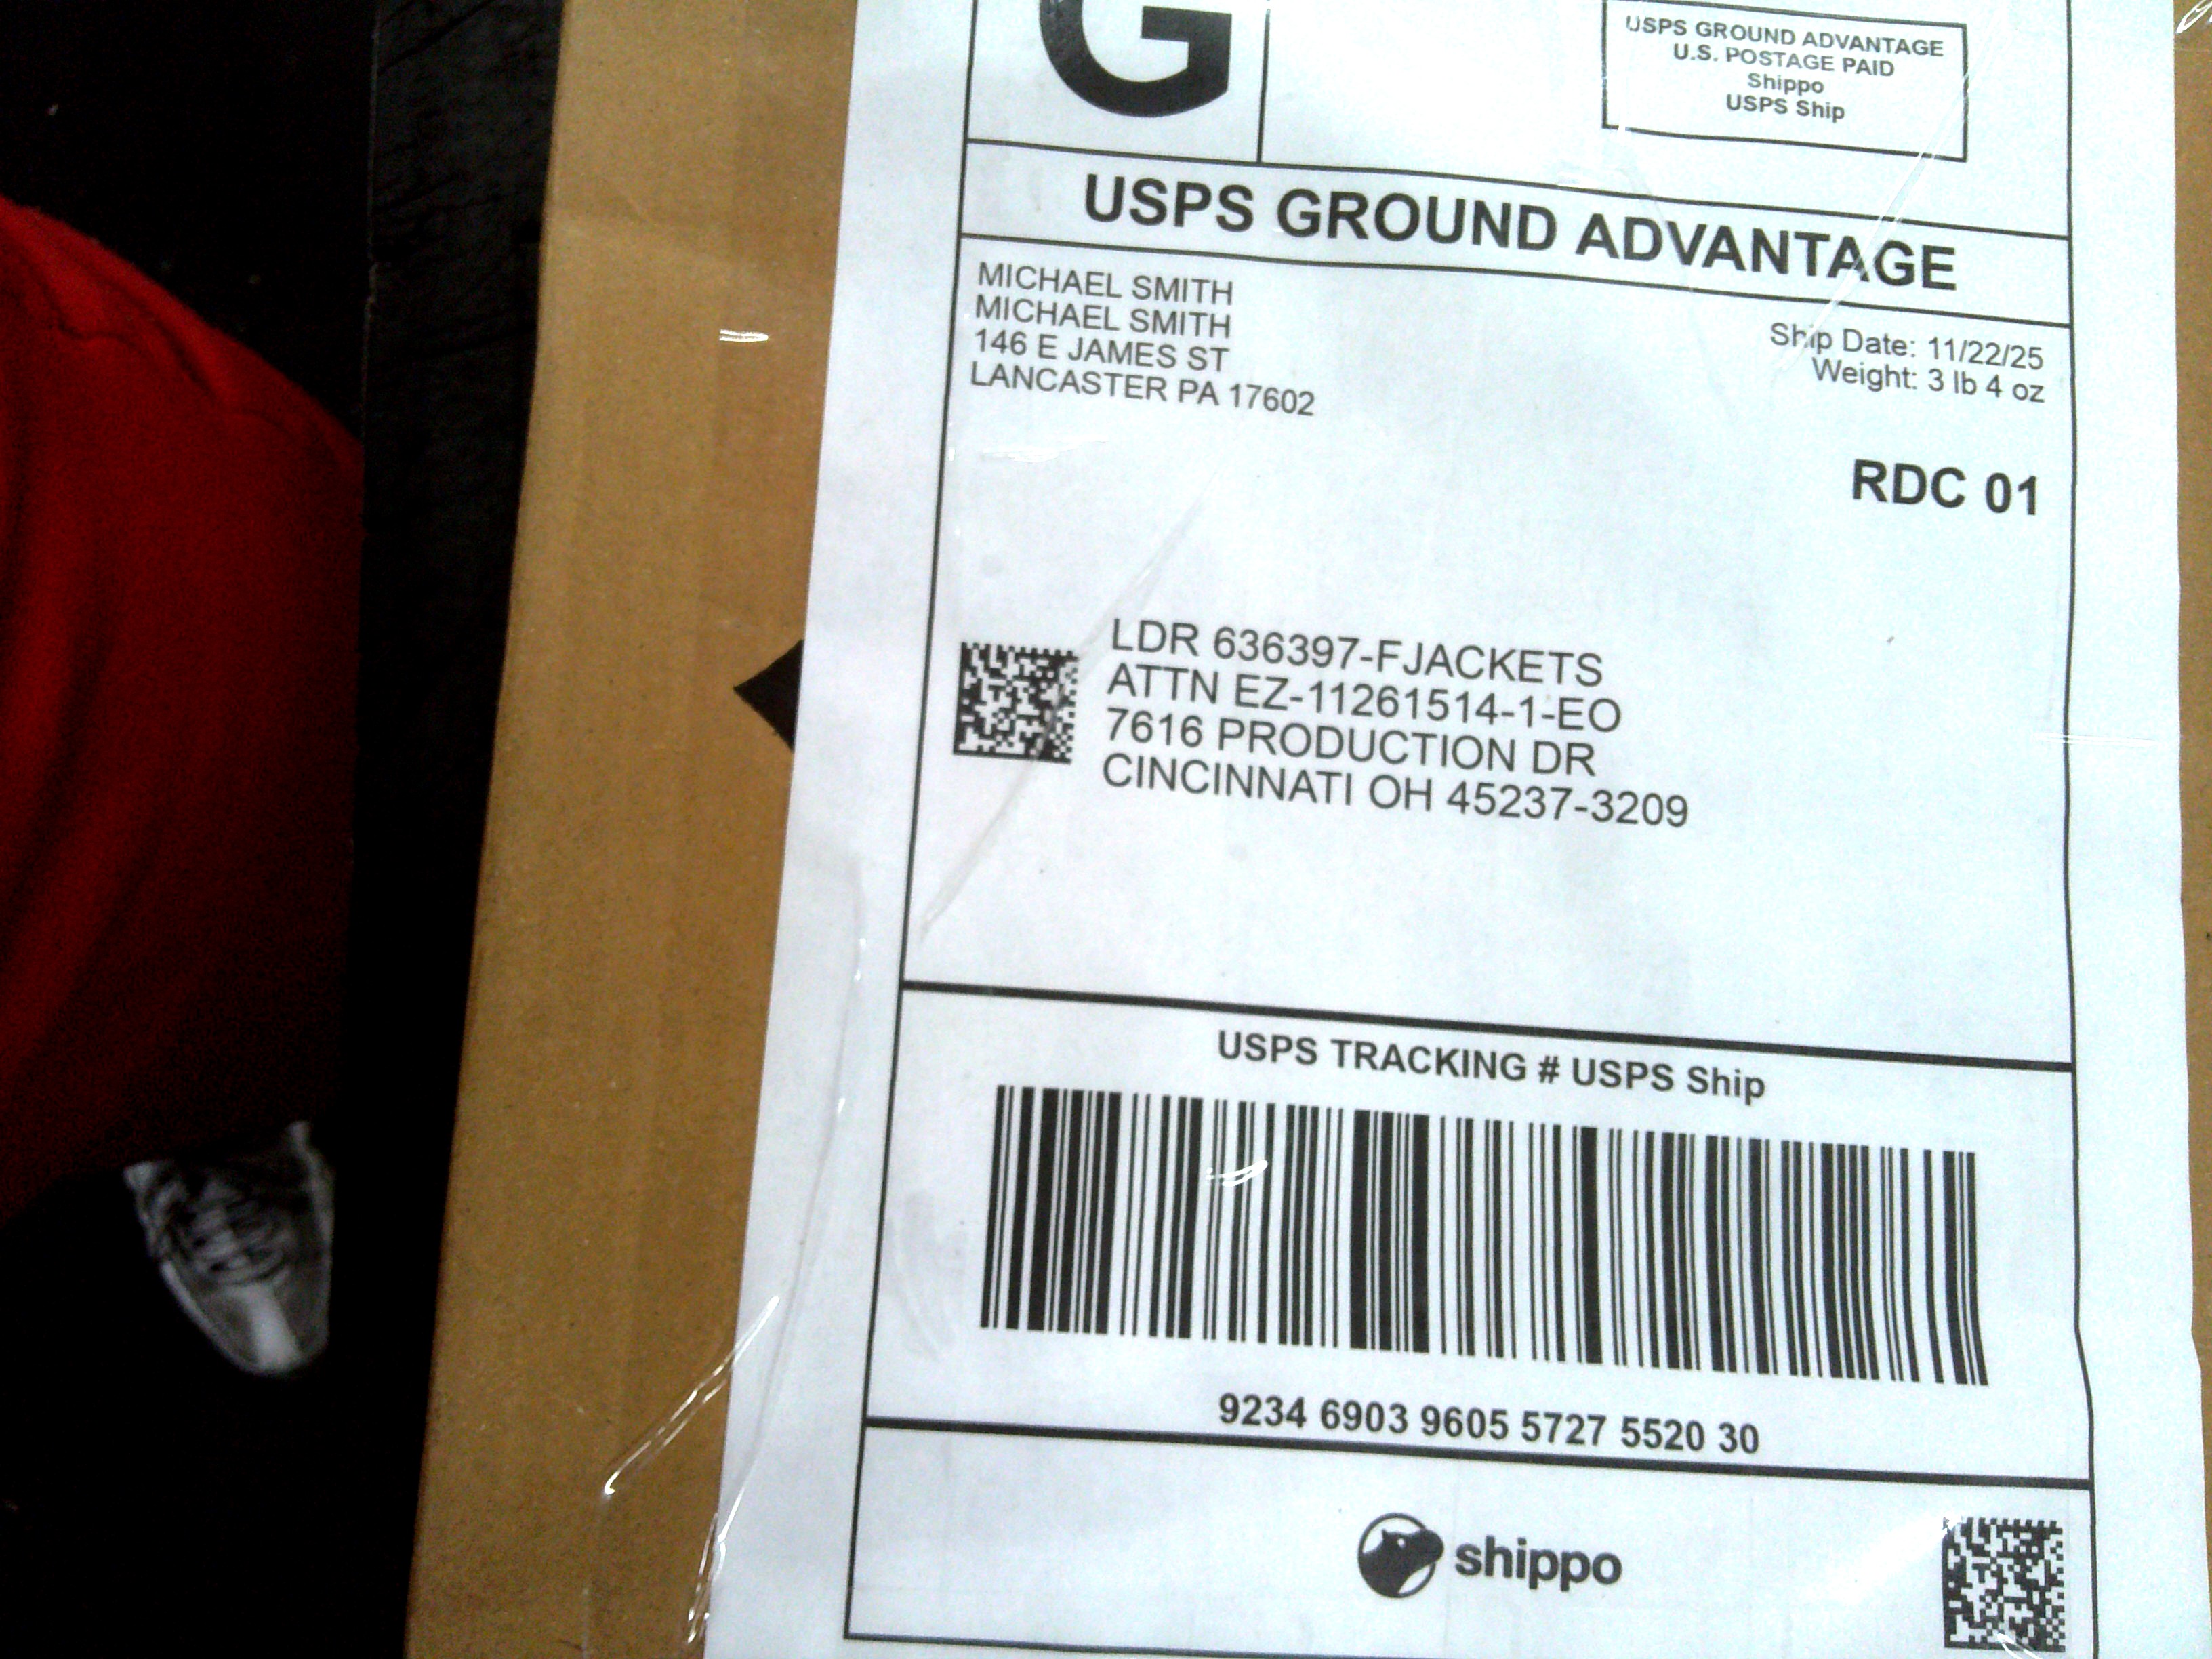 G
USPS GROUND ADVANTAGE
U.S. POSTAGE PAID
Shippo
USPS Ship
USPS GROUND ADVANTAGE
MICHAEL SMITH
MICHAEL SMITH
146 E JAMES ST
LANCASTER PA 17602
Ship Date: 11/22/25
Weight: 3 lb 4 oz
RDC 01
LDR 636397-FJACKETS
ATTN EZ-11261514-1-EO
7616 PRODUCTION DR
CINCINNATI OH 45237-3209
USPS TRACKING # USPS Ship
9234 6903 9605 5727 5520 30
shippo